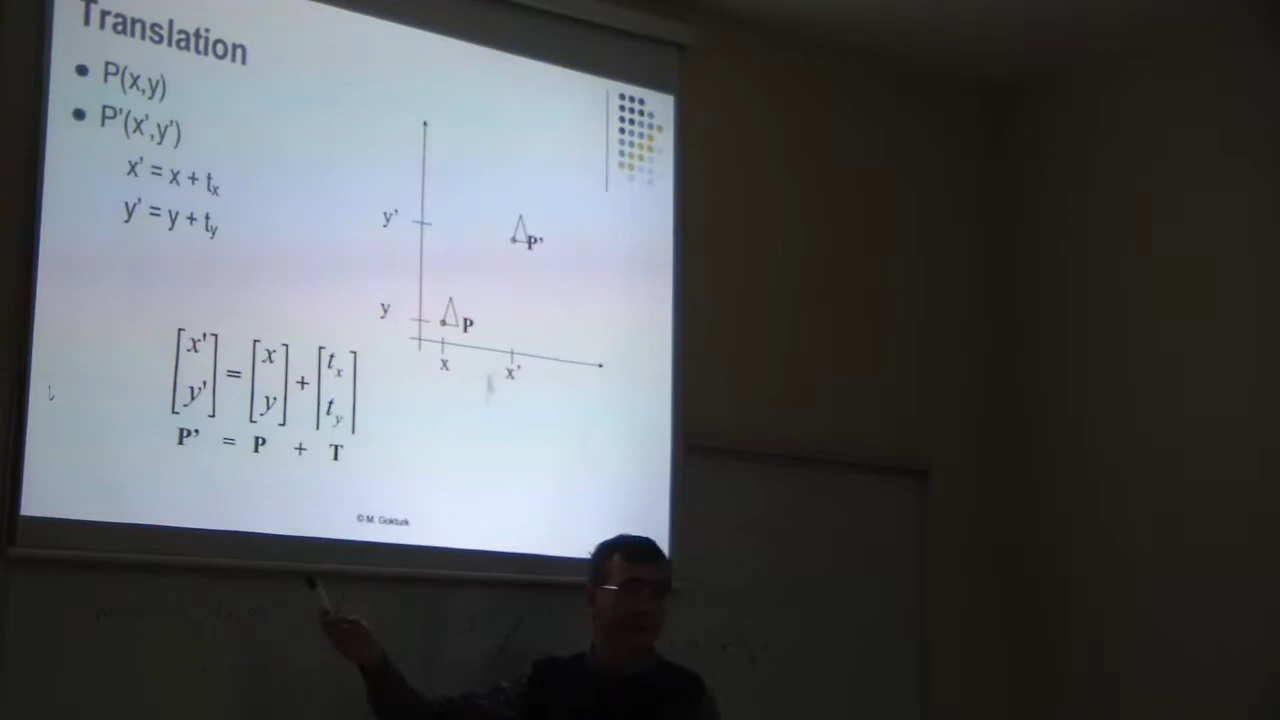 Translation
• P(x,y)
• P'(x',y')
x' = x + tx
y' = y + ty
y'
P'
y
P
x
x'
[x' y'] = [x y] + [tx ty]
P' = P + T
© M. Gokturk